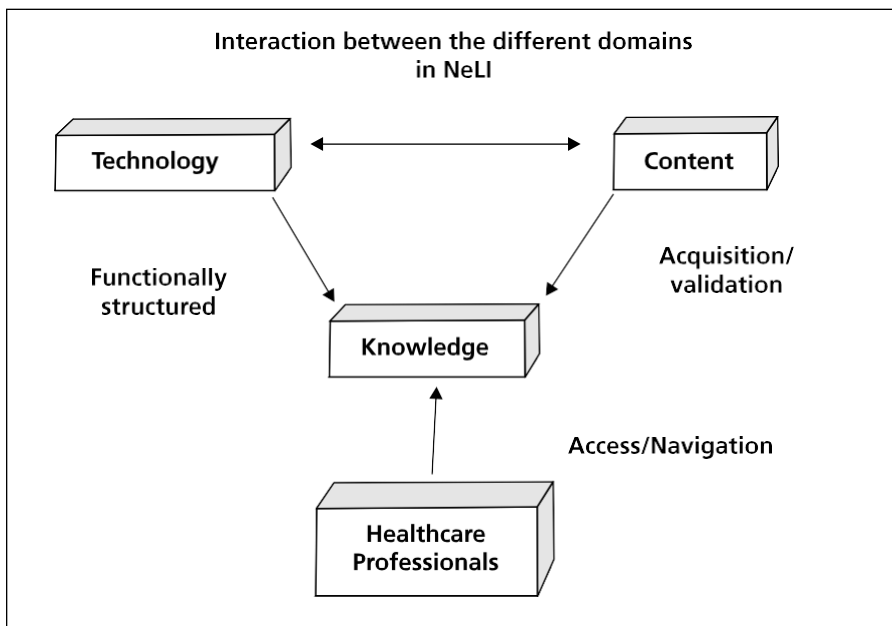 Interaction between the different domains
in NeLI
Technology
Content
Functionally
structured
Acquisition/
validation
Knowledge
Access/Navigation
Healthcare
Professionals